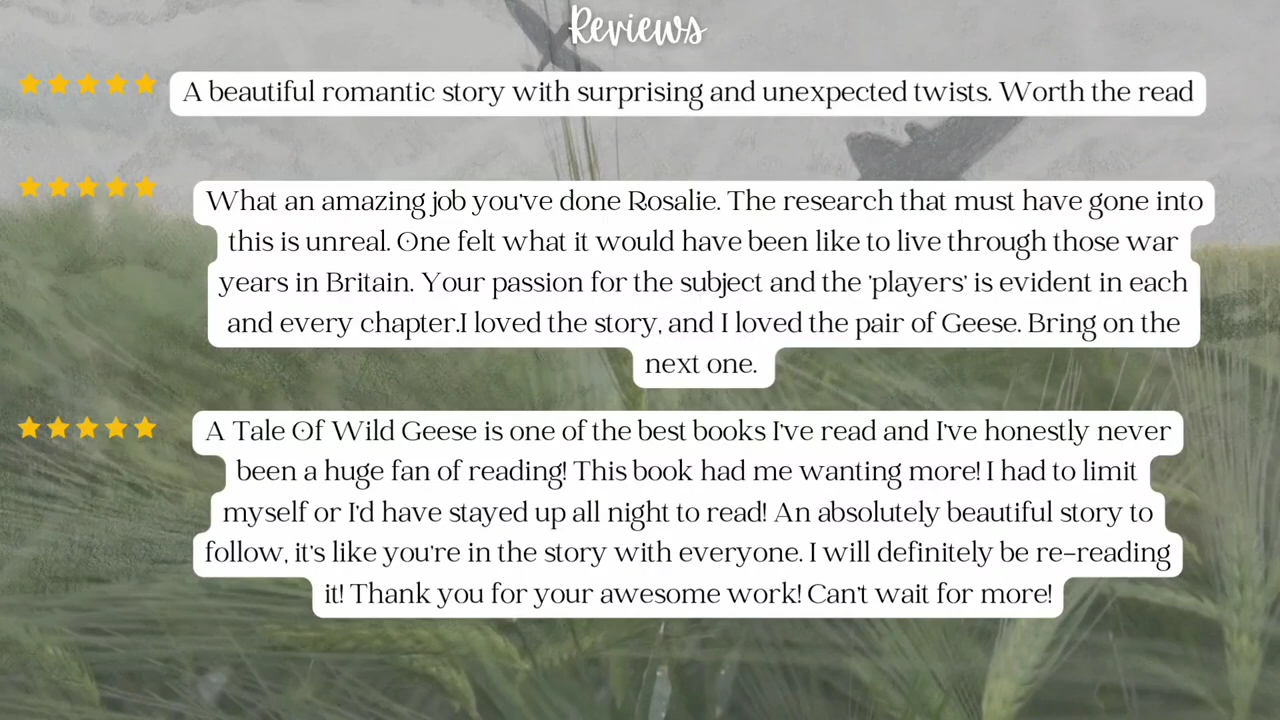 Reviews
A beautiful romantic story with surprising and unexpected twists. Worth the read
What an amazing job you've done Rosalie. The research that must have gone into
this is unreal. One felt what it would have been like to live through those war
years in Britain. Your passion for the subject and the 'players' is evident in each
and every chapter.I loved the story, and I loved the pair of Geese. Bring on the
next one.
A Tale Of Wild Geese is one of the best books I've read and I've honestly never
been a huge fan of reading! This book had me wanting more! I had to limit
myself or I'd have stayed up all night to read! An absolutely beautiful story to
follow, it's like you're in the story with everyone. I will definitely be re-reading
it! Thank you for your awesome work! Can't wait for more!